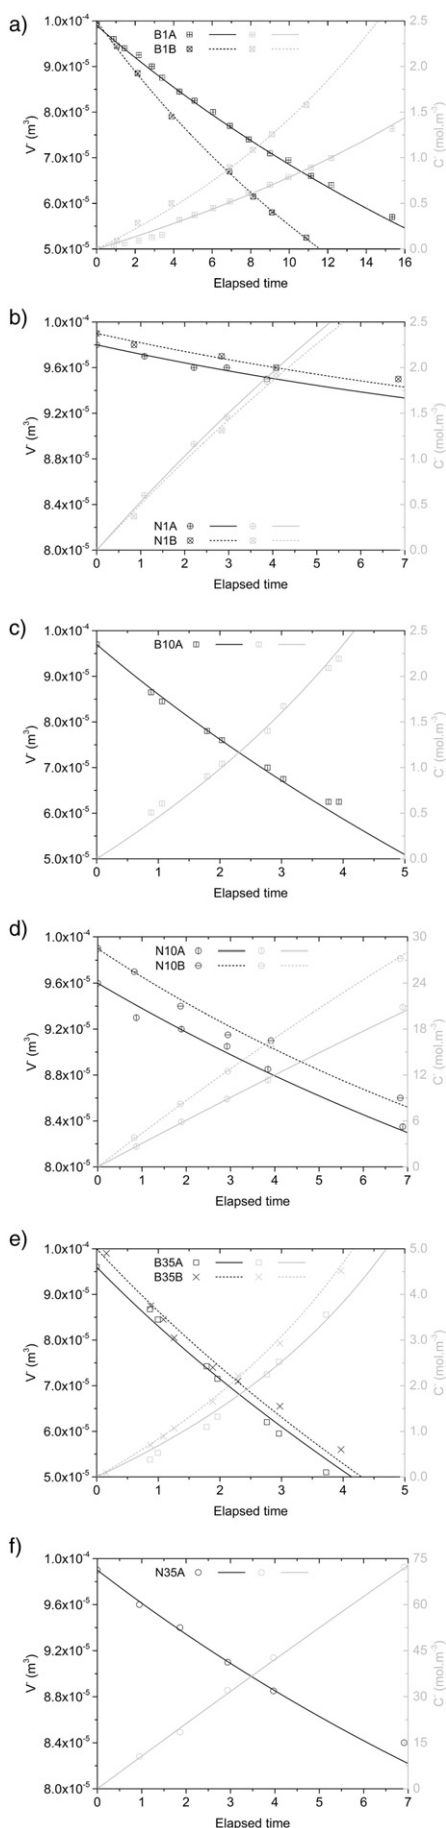 a)
B1A
B1B
1.0x10⁻⁴
9.0x10⁻⁵
8.0x10⁻⁵
7.0x10⁻⁵
6.0x10⁻⁵
5.0x10⁻⁵
V⁻ (m³)
2.5
2.0
1.5
1.0
0.5
0.0
C⁻ (mol.m⁻³)
0 2 4 6 8 10 12 14 16
Elapsed time
b)
1.0x10⁻⁴
9.6x10⁻⁵
9.2x10⁻⁵
8.8x10⁻⁵
8.4x10⁻⁵
8.0x10⁻⁵
V⁻ (m³)
N1A
N1B
2.5
2.0
1.5
1.0
0.5
0.0
C⁻ (mol.m⁻³)
0 1 2 3 4 5 6 7
Elapsed time
c)
B10A
1.0x10⁻⁴
9.0x10⁻⁵
8.0x10⁻⁵
7.0x10⁻⁵
6.0x10⁻⁵
5.0x10⁻⁵
V⁻ (m³)
2.5
2.0
1.5
1.0
0.5
0.0
C⁻ (mol.m⁻³)
0 1 2 3 4 5
Elapsed time
d)
N10A
N10B
1.0x10⁻⁴
9.6x10⁻⁵
9.2x10⁻⁵
8.8x10⁻⁵
8.4x10⁻⁵
8.0x10⁻⁵
V⁻ (m³)
30
24
18
12
6
0
C⁻ (mol.m⁻³)
0 1 2 3 4 5 6 7
Elapsed time
e)
B35A
B35B
1.0x10⁻⁴
9.0x10⁻⁵
8.0x10⁻⁵
7.0x10⁻⁵
6.0x10⁻⁵
5.0x10⁻⁵
V⁻ (m³)
5.0
4.0
3.0
2.0
1.0
0.0
C⁻ (mol.m⁻³)
0 1 2 3 4 5
Elapsed time
f)
N35A
1.0x10⁻⁴
9.6x10⁻⁵
9.2x10⁻⁵
8.8x10⁻⁵
8.4x10⁻⁵
8.0x10⁻⁵
V⁻ (m³)
75
60
45
30
15
0
C⁻ (mol.m⁻³)
0 1 2 3 4 5 6 7
Elapsed time